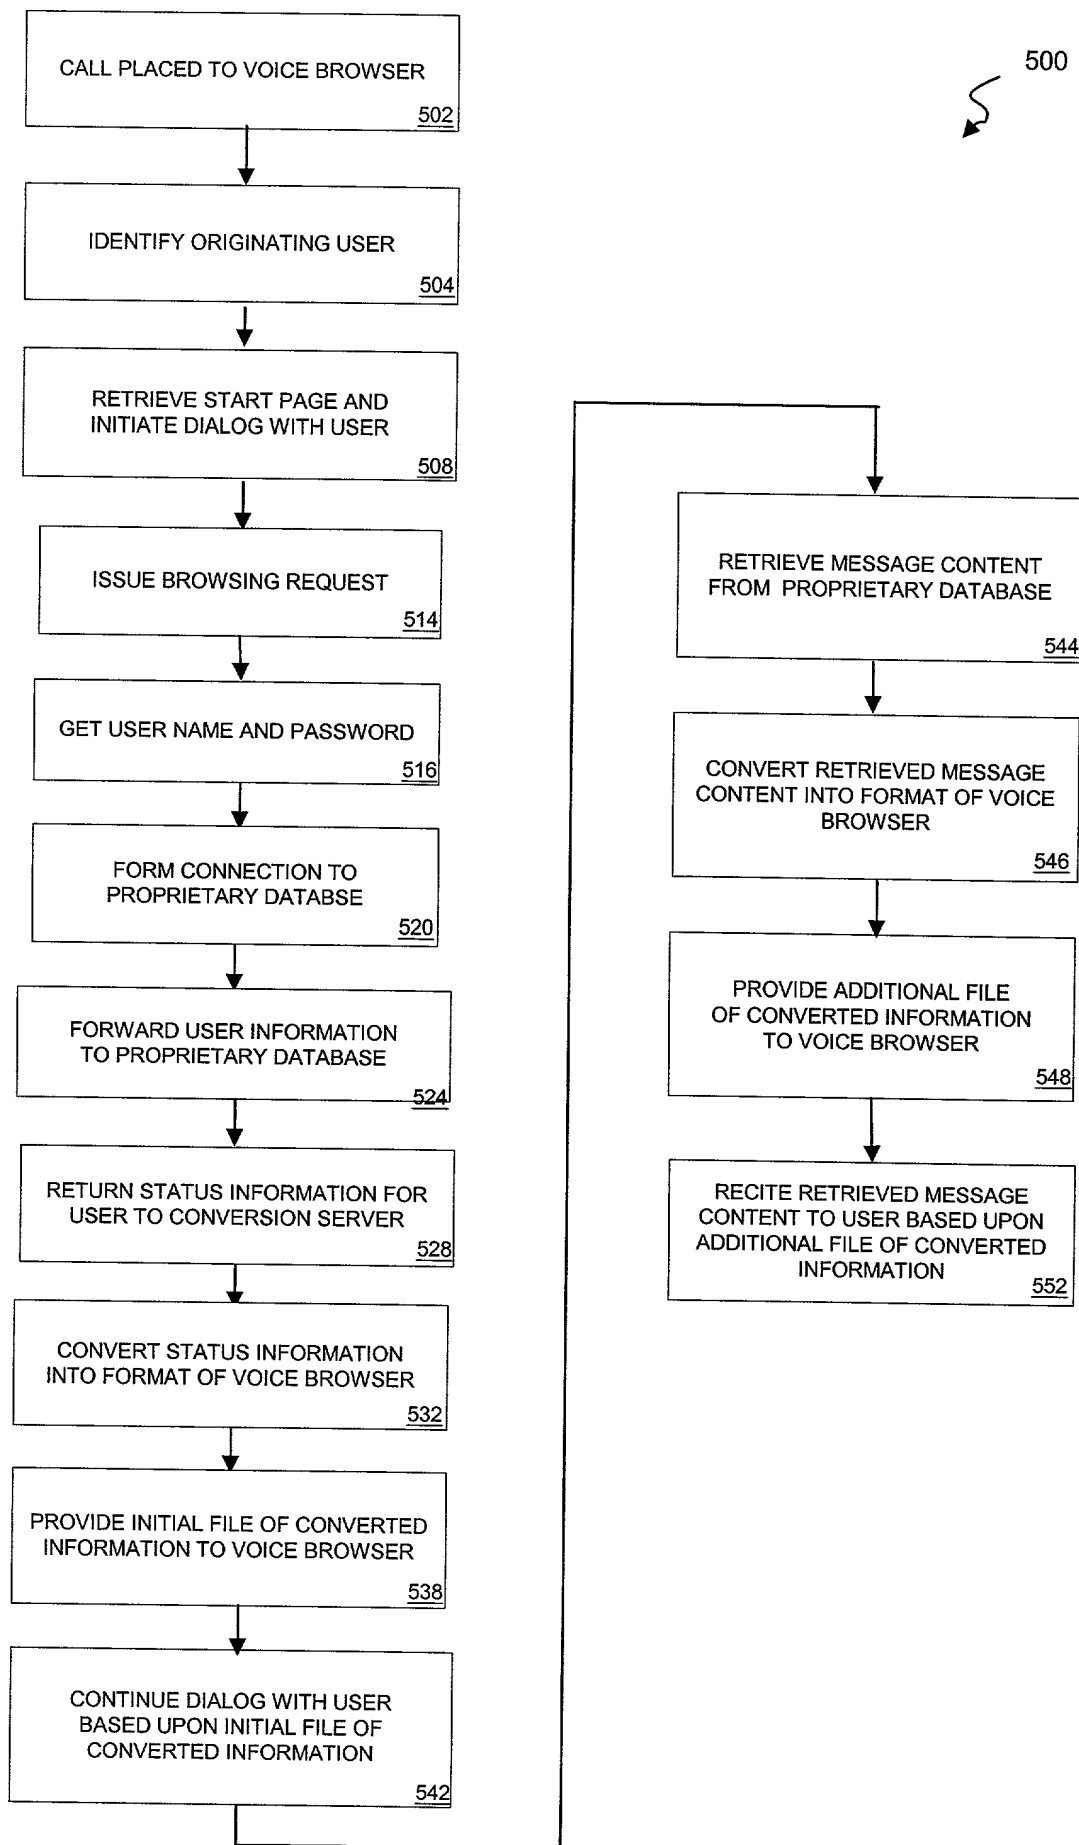 CALL PLACED TO VOICE BROWSER
502
IDENTIFY ORIGINATING USER
504
RETRIEVE START PAGE AND
INITIATE DIALOG WITH USER
508
ISSUE BROWSING REQUEST
514
GET USER NAME AND PASSWORD
516
FORM CONNECTION TO
PROPRIETARY DATABSE
520
FORWARD USER INFORMATION
TO PROPRIETARY DATABASE
524
RETURN STATUS INFORMATION FOR
USER TO CONVERSION SERVER
528
CONVERT STATUS INFORMATION
INTO FORMAT OF VOICE BROWSER
532
PROVIDE INITIAL FILE OF CONVERTED
INFORMATION TO VOICE BROWSER
538
CONTINUE DIALOG WITH USER
BASED UPON INITIAL FILE OF
CONVERTED INFORMATION
542
500
RETRIEVE MESSAGE CONTENT
FROM PROPRIETARY DATABASE
544
CONVERT RETRIEVED MESSAGE
CONTENT INTO FORMAT OF VOICE
BROWSER
546
PROVIDE ADDITIONAL FILE
OF CONVERTED INFORMATION
TO VOICE BROWSER
548
RECITE RETRIEVED MESSAGE
CONTENT TO USER BASED UPON
ADDITIONAL FILE OF CONVERTED
INFORMATION
552